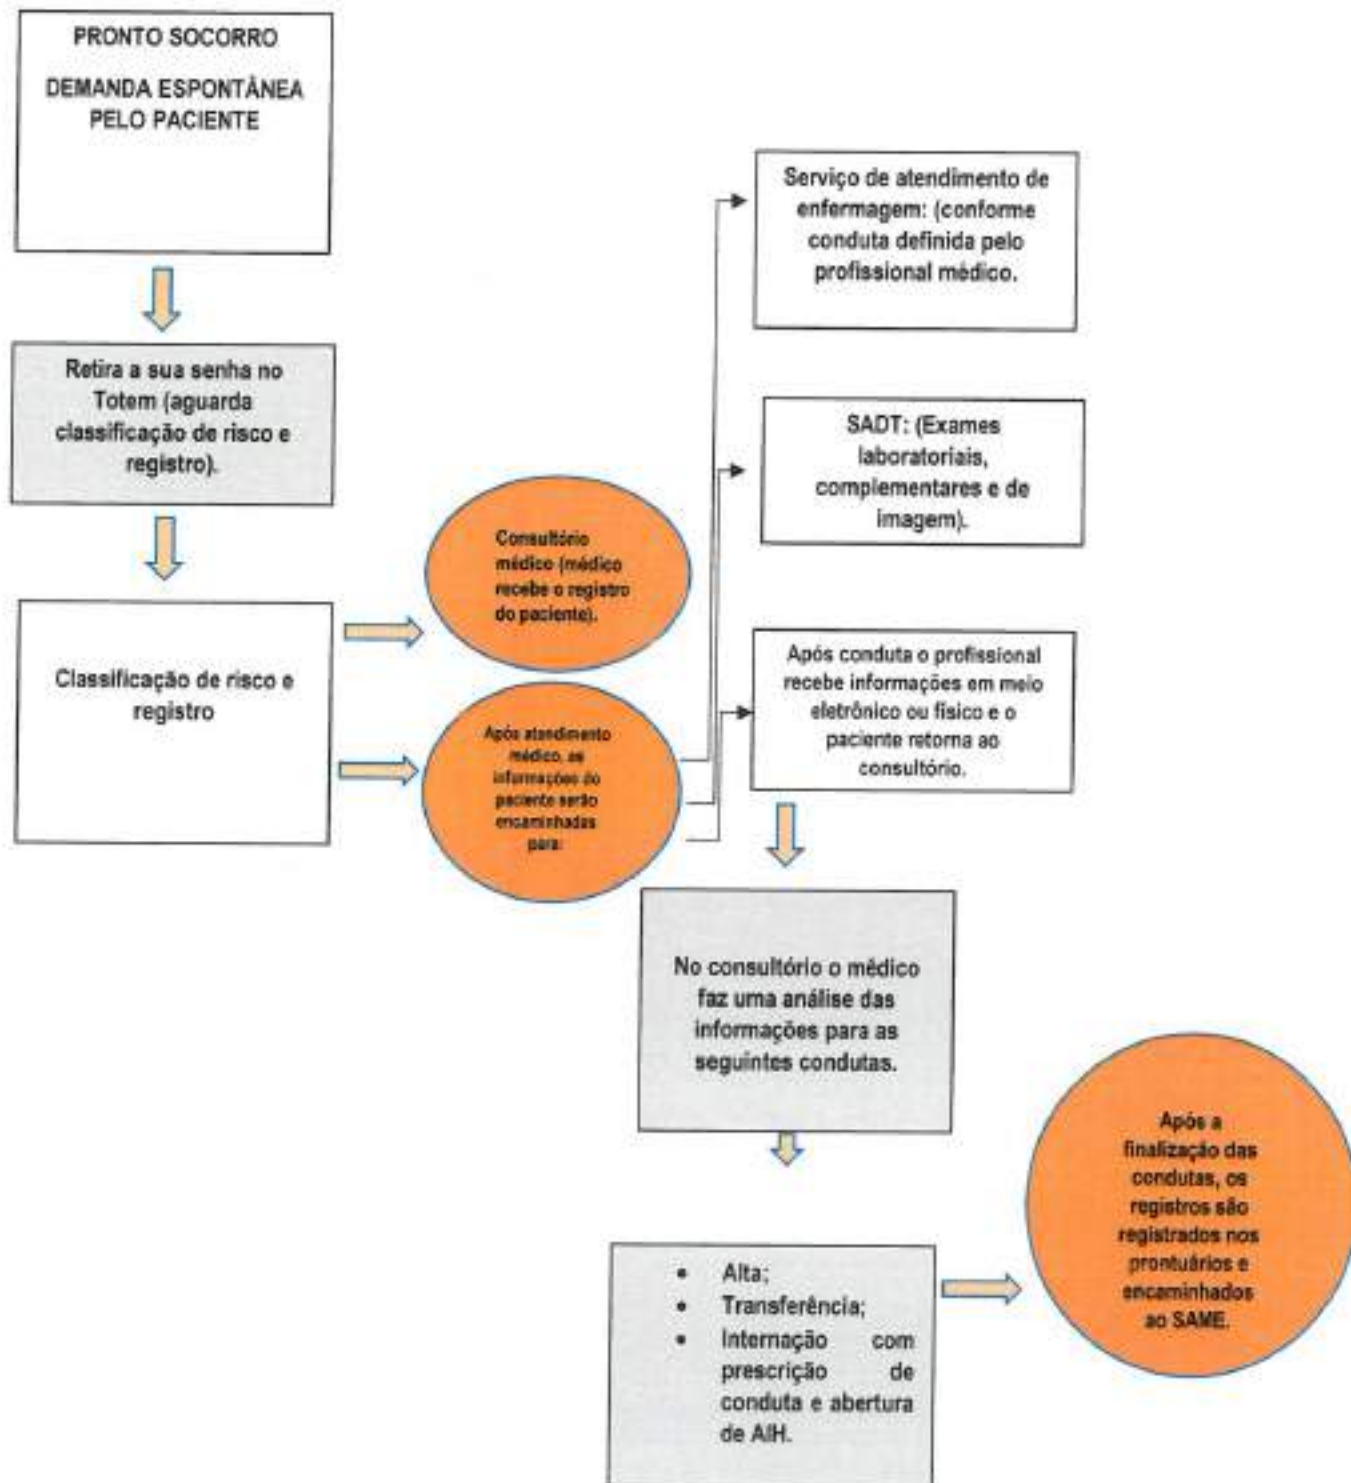 PRONTO SOCORRO
DEMANDA ESPONTÂNEA
PELO PACIENTE
Retira a sua senha no
Totem (aguarda
classificação de risco e
registro).
Classificação de risco e
registro
Consultório
médico (médico
recebe o registro
do paciente).
Após atendimento
médico, as
informações do
paciente serão
encaminhadas
para:
Serviço de atendimento de
enfermagem: (conforme
conduta definida pelo
profissional médico.
SADT: (Exames
laboratoriais,
complementares e de
imagem).
Após conduta o profissional
recebe informações em meio
eletrônico ou físico e o
paciente retorna ao
consultório.
No consultório o médico
faz uma análise das
informações para as
seguintes condutas.
• Alta;
• Transferência;
• Internação com
prescrição de
conduta e abertura
de AIH.
Após a
finalização das
condutas, os
registros são
registrados nos
prontuários e
encaminhados
ao SAME.